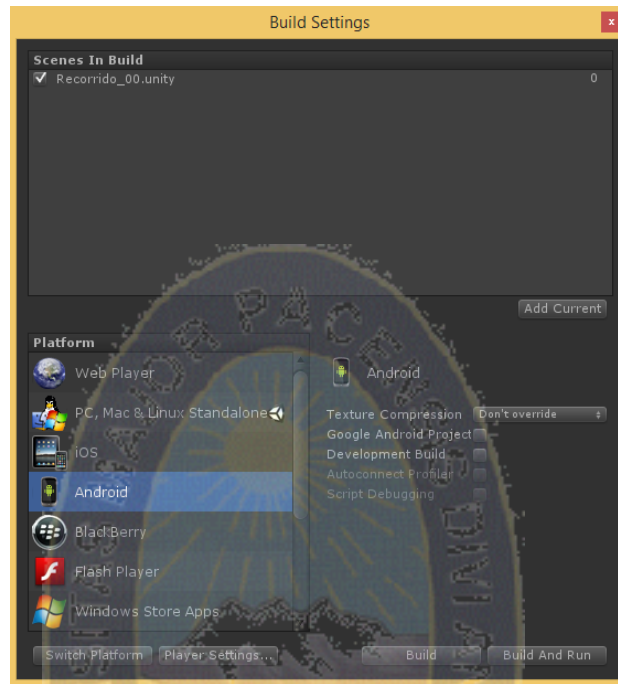 Build Settings
x
Scenes In Build
Recorrido_00.unity 0
Add Current
Platform
Web Player
PC, Mac & Linux Standalone
iOS
Android
BlackBerry
Flash Player
Windows Store Apps
Android
Texture Compression Don't override
Google Android Project
Development Build
Autoconnect Profiler
Script Debugging
Switch Platform Player Settings... Build Build And Run